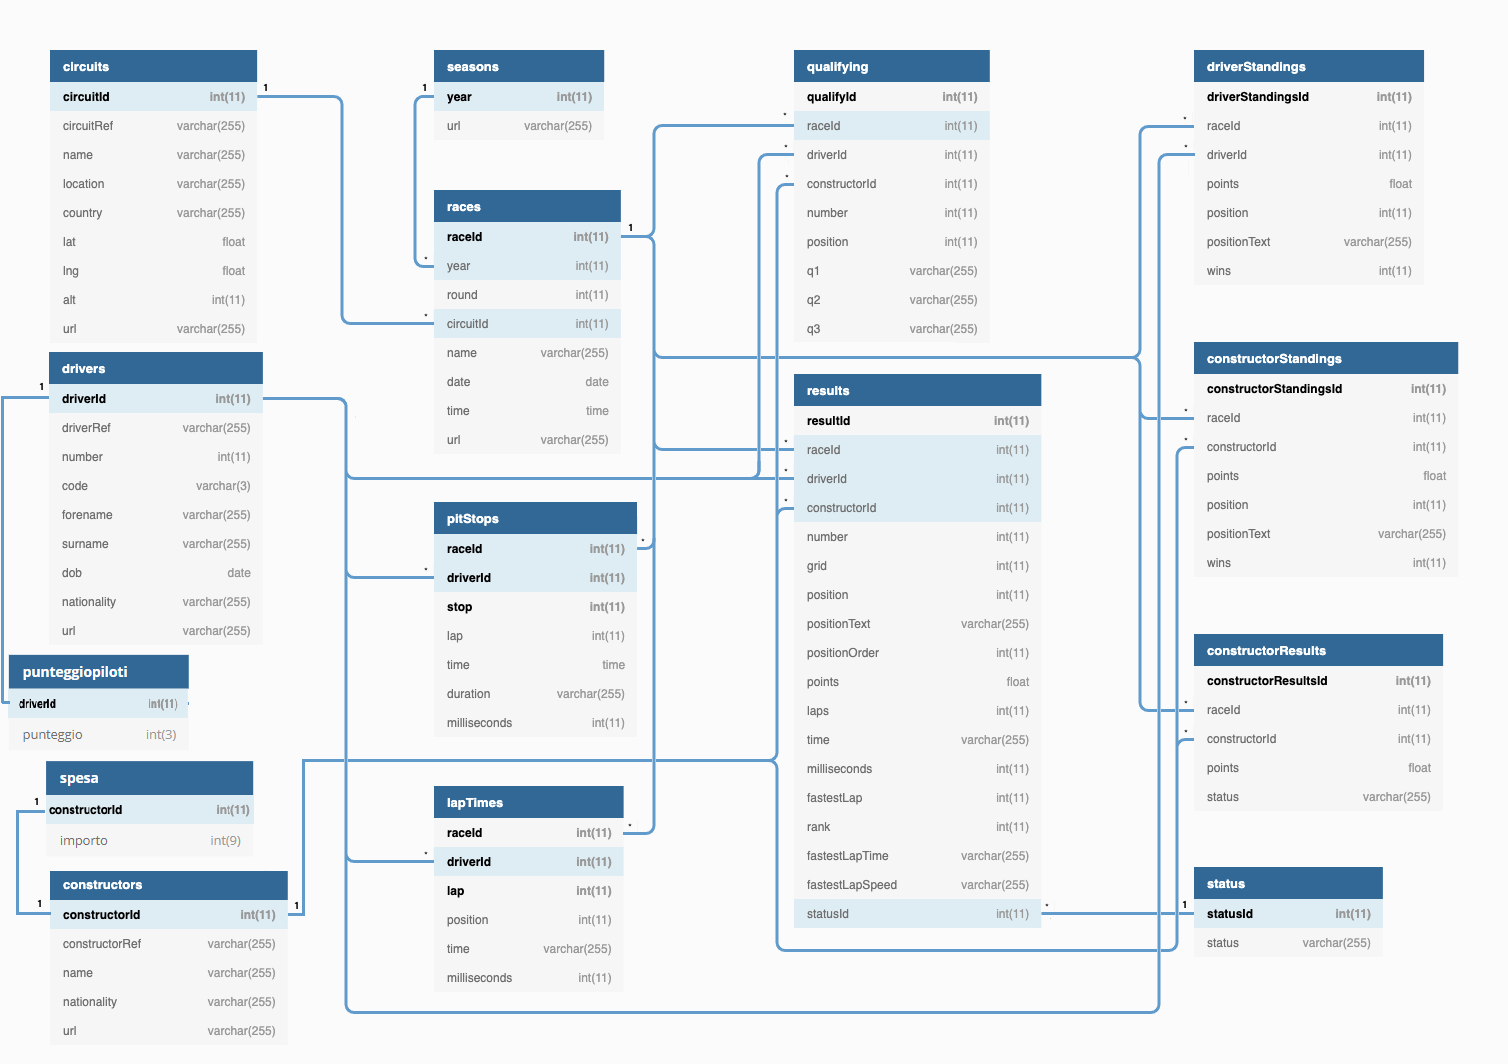 circuits
circuitId int(11)
circuitRef varchar(255)
name varchar(255)
location varchar(255)
country varchar(255)
lat float
lng float
alt int(11)
url varchar(255)
1
drivers
1
driverId int(11)
driverRef varchar(255)
number int(11)
code varchar(3)
forename varchar(255)
surname varchar(255)
dob date
nationality varchar(255)
url varchar(255)
punteggiopiloti
driverId int(11)
punteggio int(3)
spesa
1
constructorId int(11)
importo int(9)
constructors
1
constructorId int(11)
1
constructorRef varchar(255)
name varchar(255)
nationality varchar(255)
url varchar(255)
seasons
1
year int(11)
url varchar(255)
races
raceId int(11)
1
*
year int(11)
round int(11)
*
circuitId int(11)
name varchar(255)
date date
time time
url varchar(255)
pitStops
raceId int(11)
*
*
driverId int(11)
stop int(11)
lap int(11)
time time
duration varchar(255)
milliseconds int(11)
lapTimes
raceId int(11)
*
*
driverId int(11)
lap int(11)
position int(11)
time varchar(255)
milliseconds int(11)
qualifying
qualifyId int(11)
*
raceId int(11)
*
driverId int(11)
*
constructorId int(11)
number int(11)
position int(11)
q1 varchar(255)
q2 varchar(255)
q3 varchar(255)
results
resultId int(11)
*
raceId int(11)
*
driverId int(11)
*
constructorId int(11)
number int(11)
grid int(11)
position int(11)
positionText varchar(255)
positionOrder int(11)
points float
laps int(11)
time varchar(255)
milliseconds int(11)
fastestLap int(11)
rank int(11)
fastestLapTime varchar(255)
fastestLapSpeed varchar(255)
statusId int(11)
*
driverStandings
driverStandingsId int(11)
*
raceId int(11)
*
driverId int(11)
points float
position int(11)
positionText varchar(255)
wins int(11)
constructorStandings
constructorStandingsId int(11)
*
raceId int(11)
*
constructorId int(11)
points float
position int(11)
positionText varchar(255)
wins int(11)
constructorResults
constructorResultsId int(11)
*
raceId int(11)
*
constructorId int(11)
points float
status varchar(255)
status
1
statusId int(11)
status varchar(255)